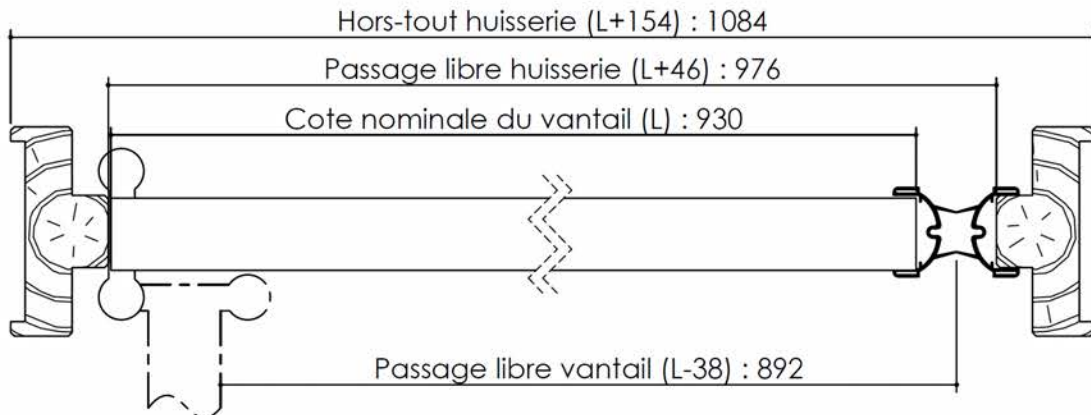 Hors-tout huisserie (L+154) : 1084
Passage libre huisserie (L+46) : 976
Cote nominale du vantail (L) : 930
Passage libre vantail (L-38) : 892